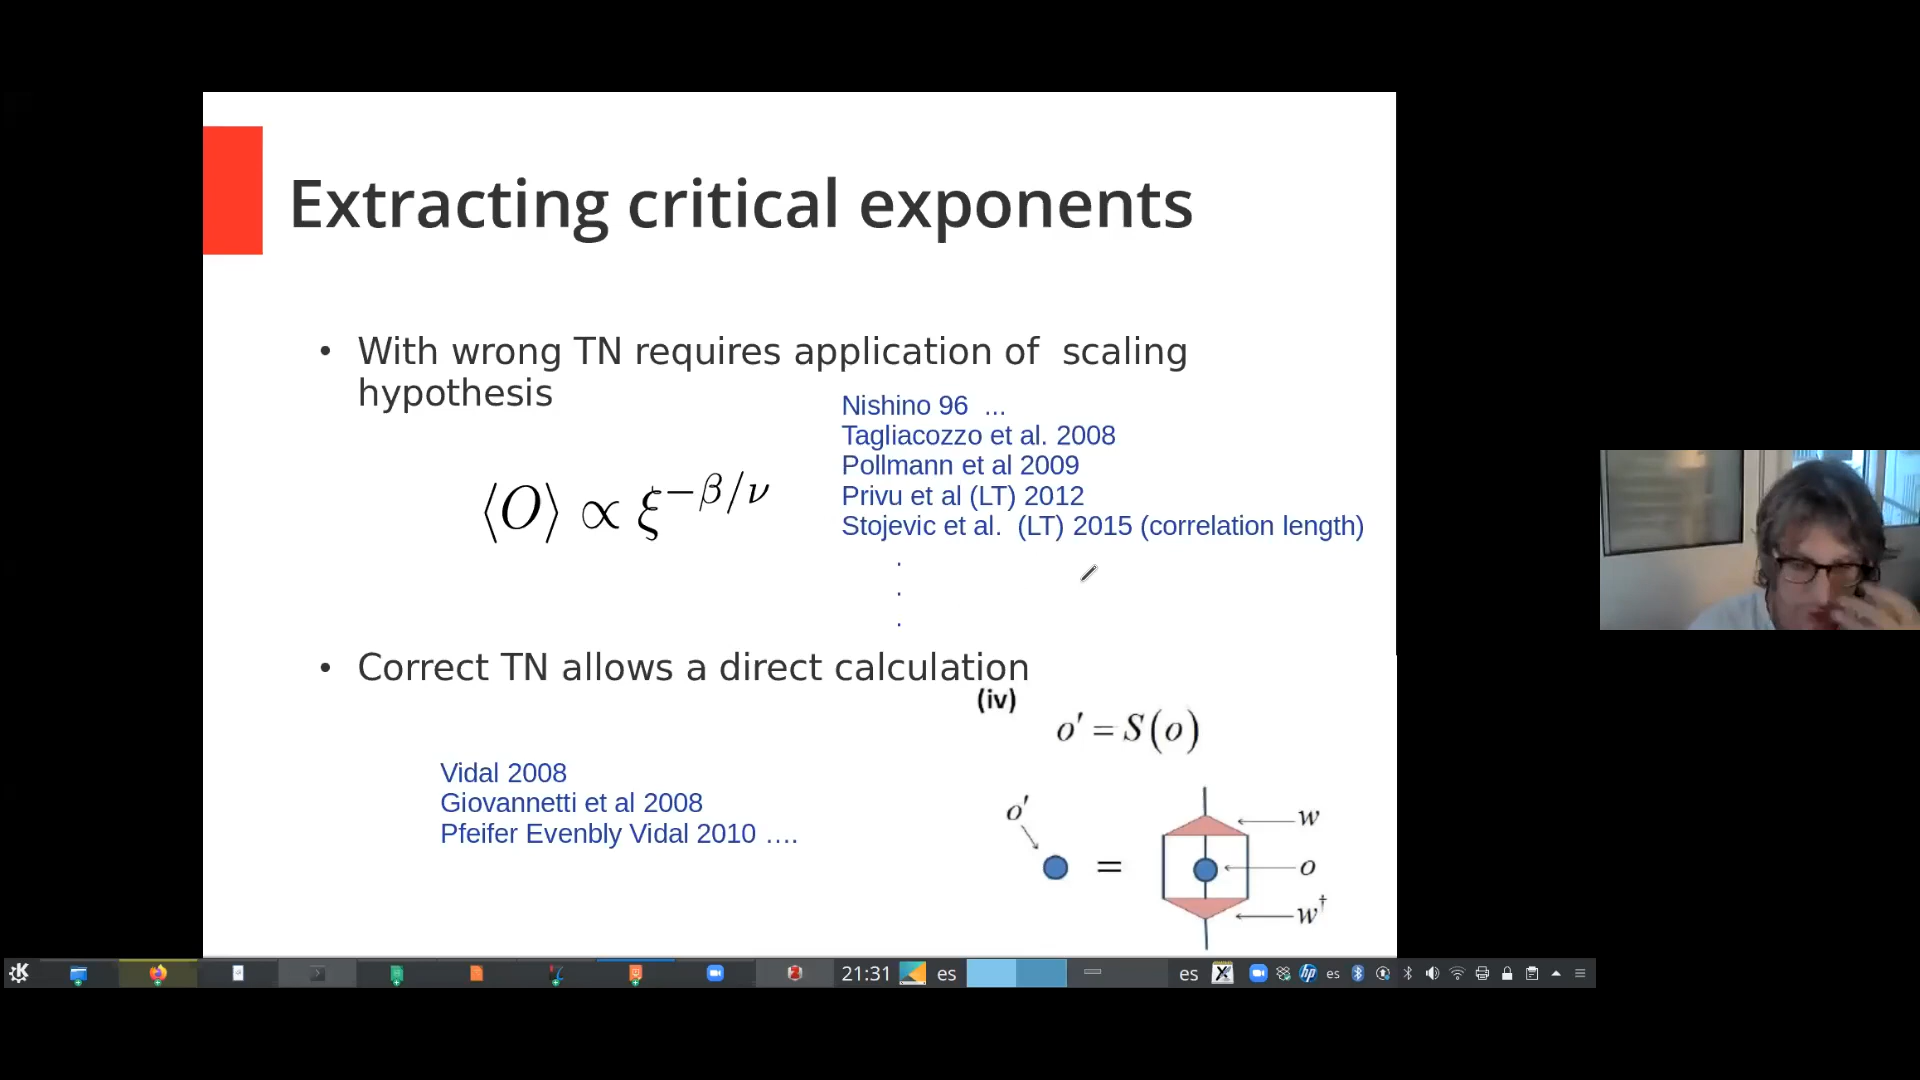 Extracting critical exponents
• With wrong TN requires application of scaling
hypothesis
Nishino 96 ...
Tagliacozzo et al. 2008
Pollmann et al 2009
Privu et al (LT) 2012
Stojevic et al. (LT) 2015 (correlation length)
.
.
.
⟨O⟩ ∝ ξ^{−β/ν}
• Correct TN allows a direct calculation
(iv)
o′ = S(o)
Vidal 2008
Giovannetti et al 2008
Pfeifer Evenbly Vidal 2010 ....
o′
=
w
o
w†
21:31 es es es